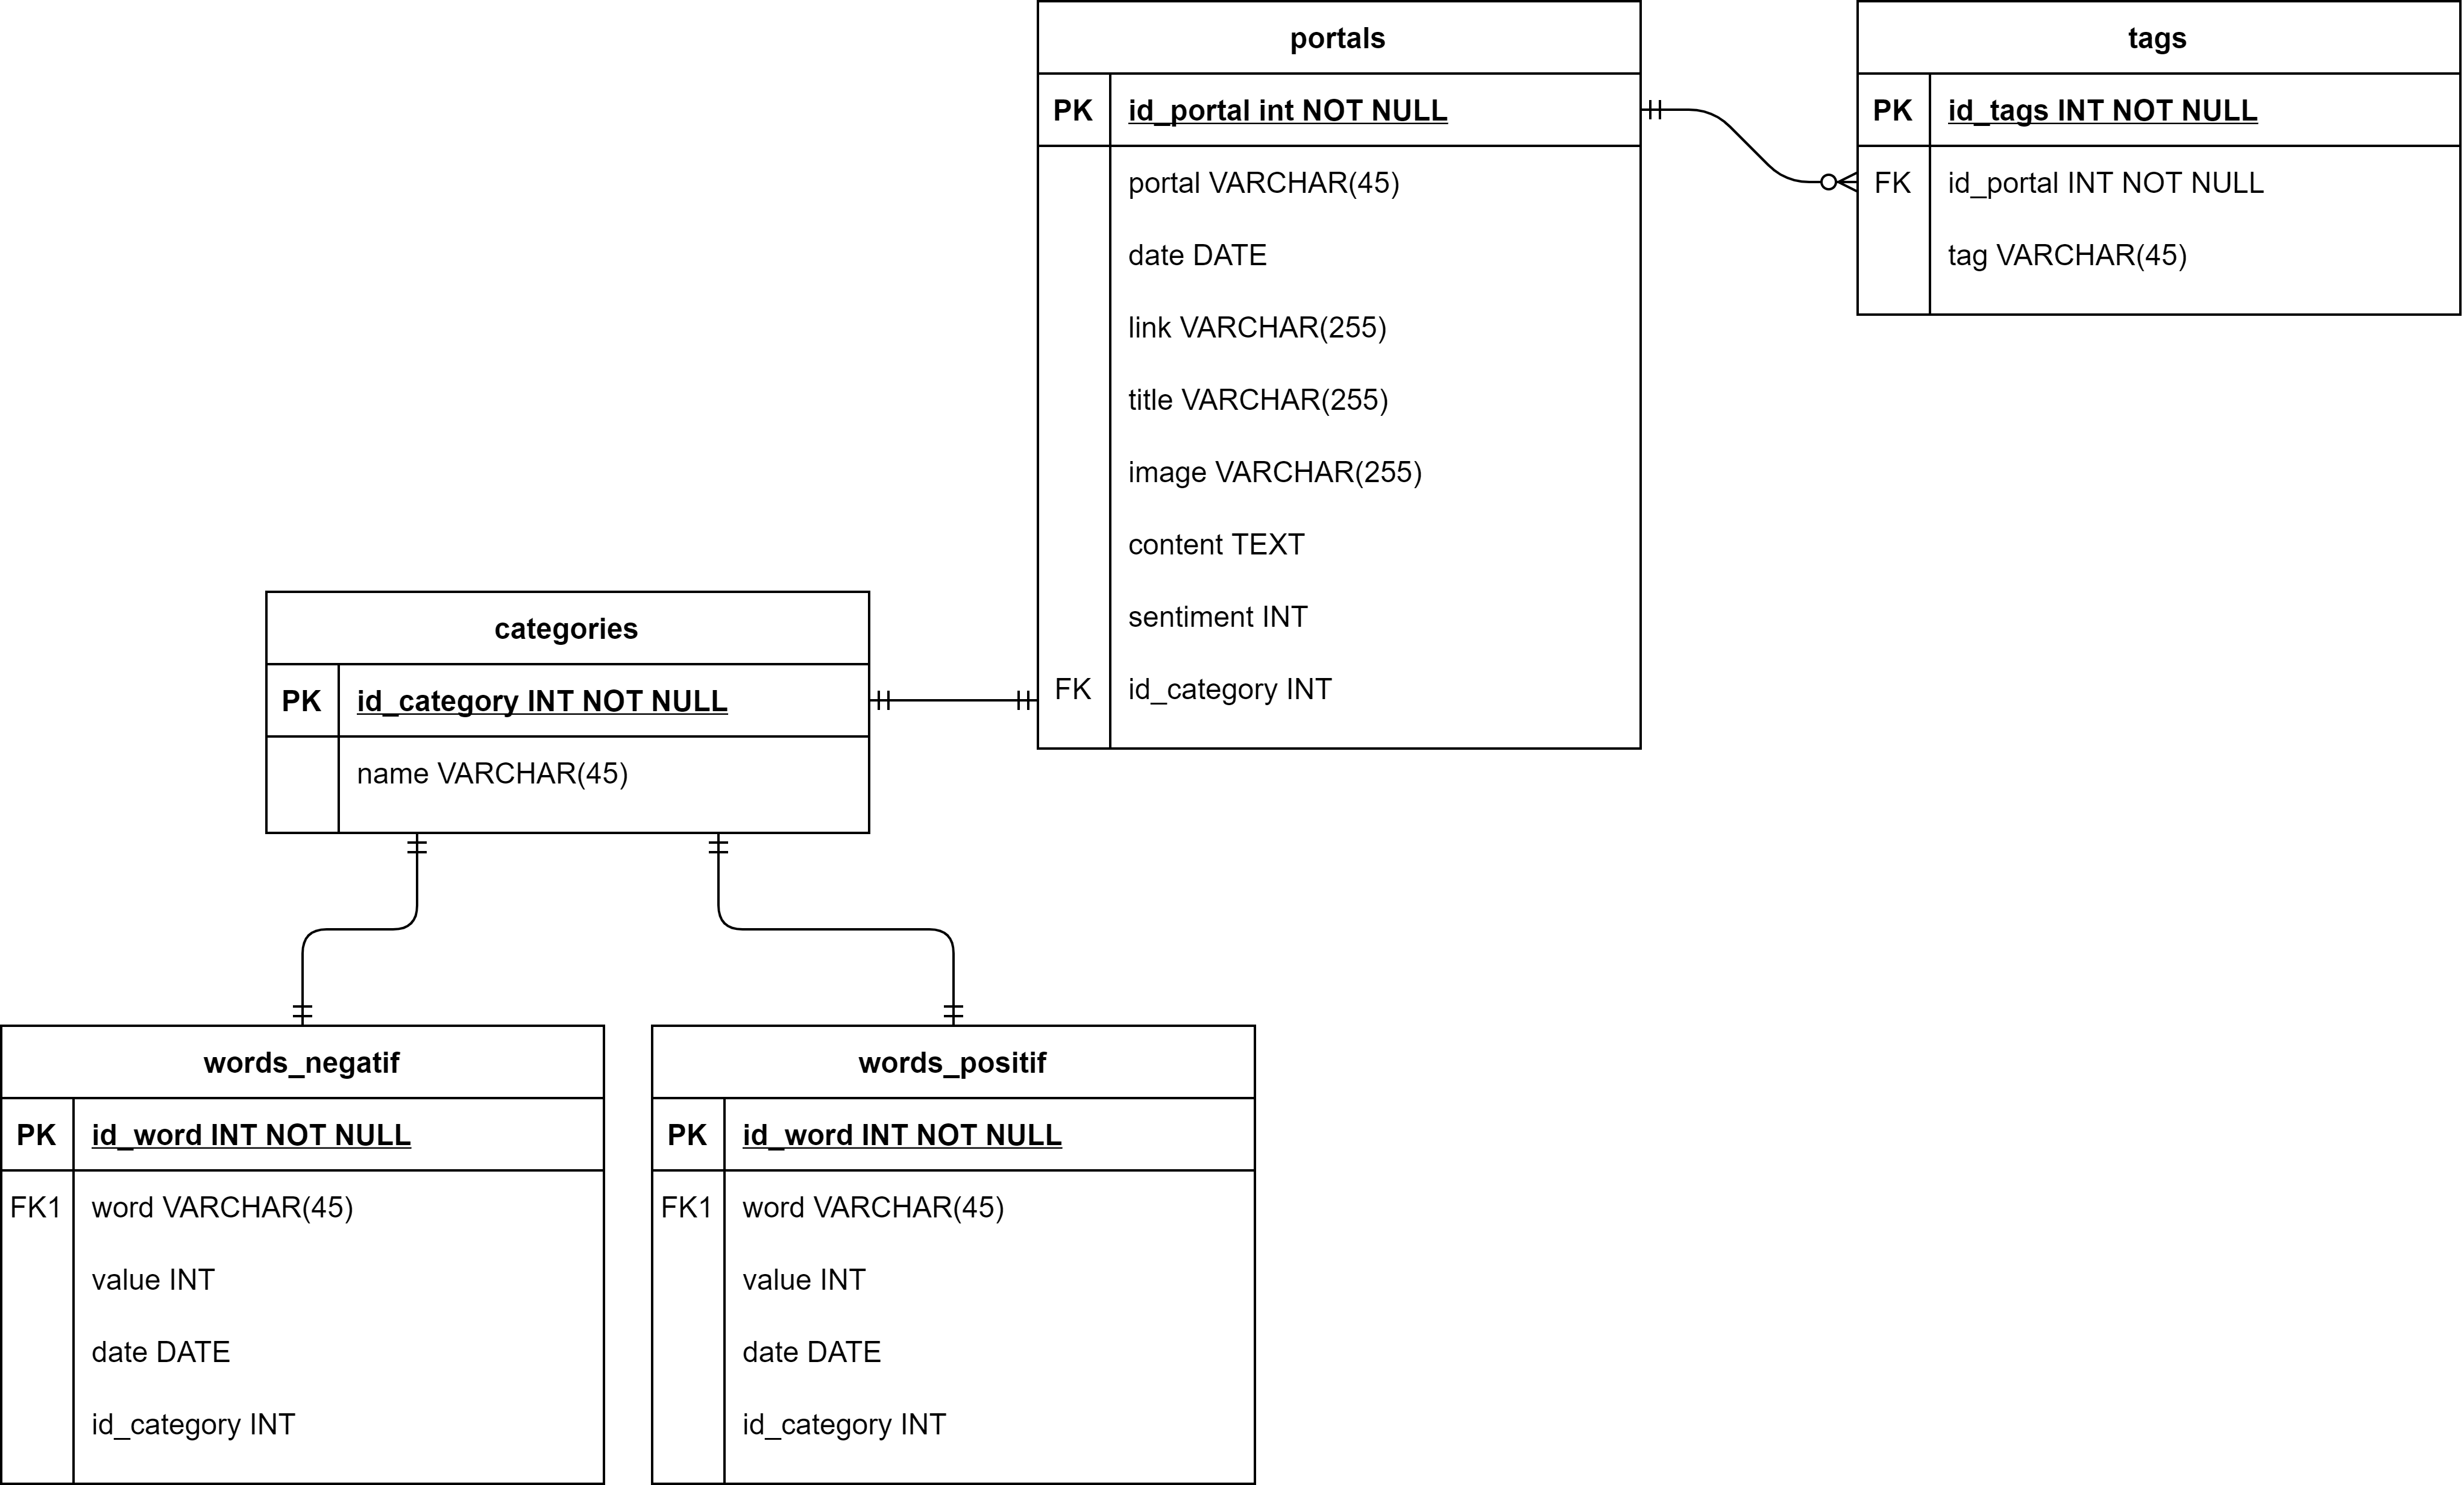 portals
PK id_portal int NOT NULL
portal VARCHAR(45)
date DATE
link VARCHAR(255)
title VARCHAR(255)
image VARCHAR(255)
content TEXT
sentiment INT
FK id_category INT
tags
PK id_tags INT NOT NULL
FK id_portal INT NOT NULL
tag VARCHAR(45)
categories
PK id_category INT NOT NULL
name VARCHAR(45)
words_negatif
PK id_word INT NOT NULL
FK1 word VARCHAR(45)
value INT
date DATE
id_category INT
words_positif
PK id_word INT NOT NULL
FK1 word VARCHAR(45)
value INT
date DATE
id_category INT